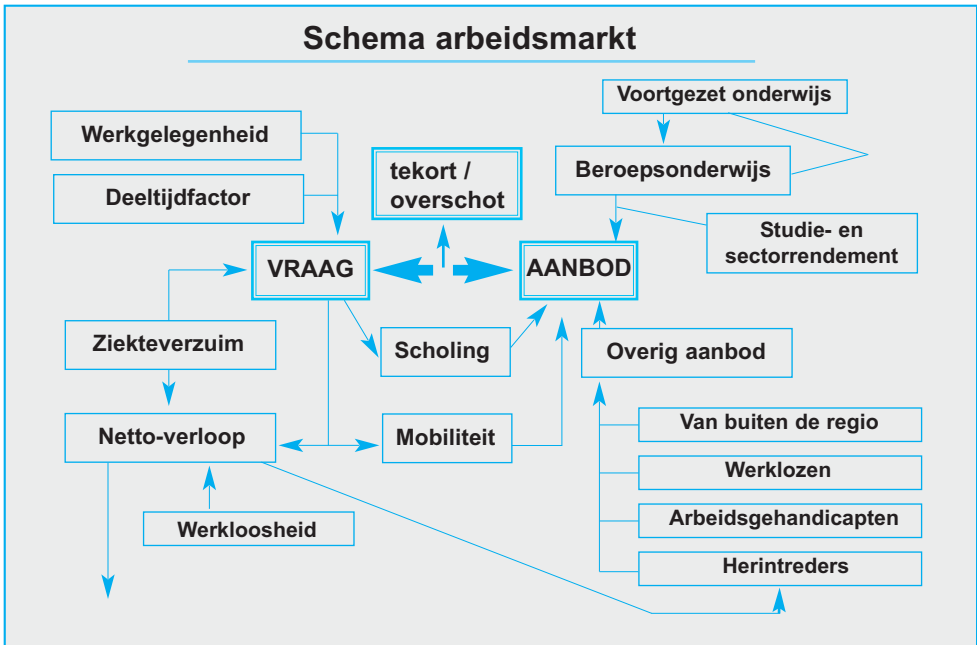 Schema arbeidsmarkt
Voortgezet onderwijs
Werkgelegenheid
tekort /
overschot
Beroepsonderwijs
Deeltijdfactor
Studie- en
sectorrendement
VRAAG
AANBOD
Ziekteverzuim
Scholing
Overig aanbod
Netto-verloop
Mobiliteit
Van buiten de regio
Werklozen
Werkloosheid
Arbeidsgehandicapten
Herintreders